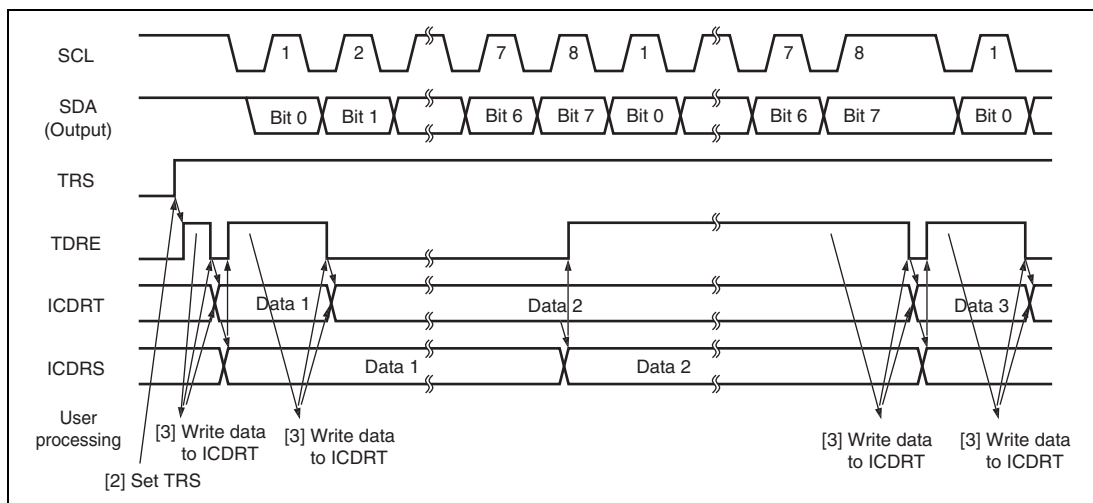 SCL 1 2 7 8 1 7 8 1
SDA
(Output)
Bit 0 Bit 1 Bit 6 Bit 7 Bit 0 Bit 6 Bit 7 Bit 0
TRS
TDRE
ICDRT Data 1 Data 2 Data 3
ICDRS Data 1 Data 2
User
processing
[3] Write data
to ICDRT
[3] Write data
to ICDRT
[3] Write data
to ICDRT
[3] Write data
to ICDRT
[2] Set TRS